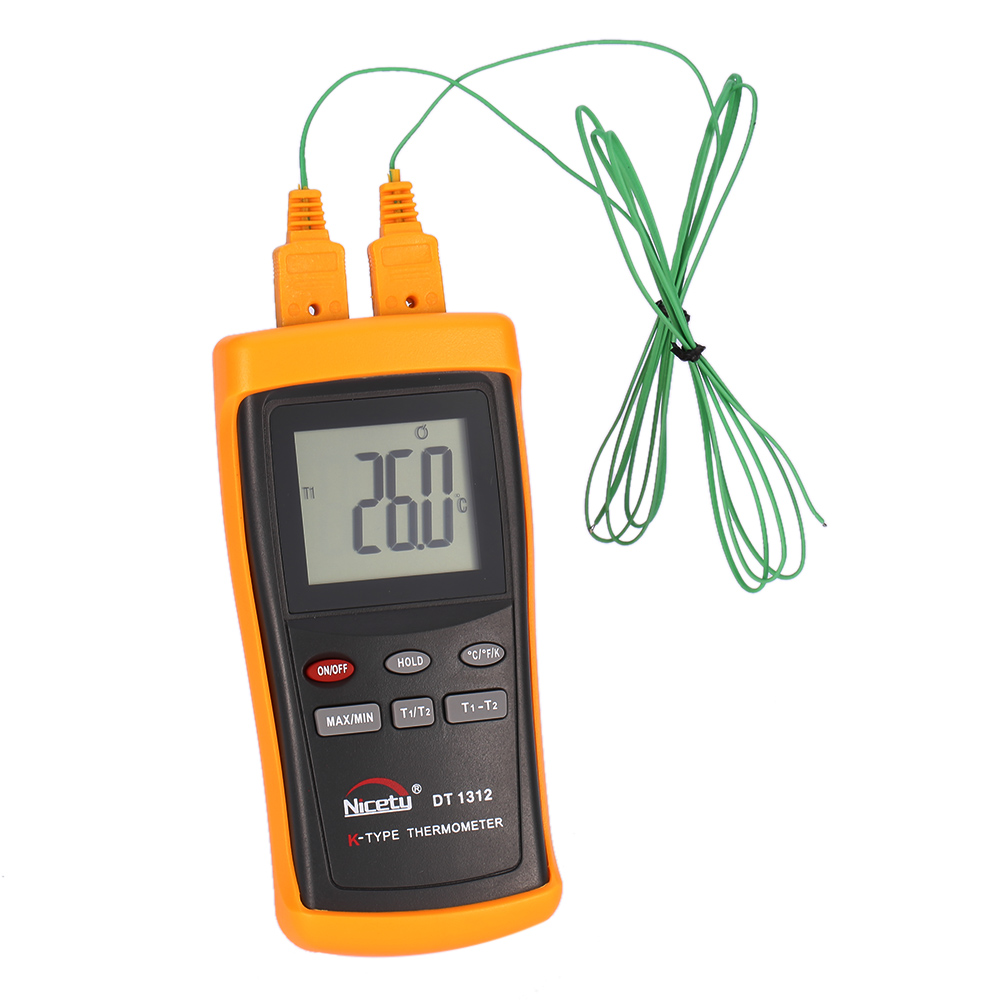 T1
26.0
°C
ON/OFF
HOLD
°C/°F/K
MAX/MIN
T1/T2
T1-T2
Nicety® DT 1312
K-TYPE THERMOMETER